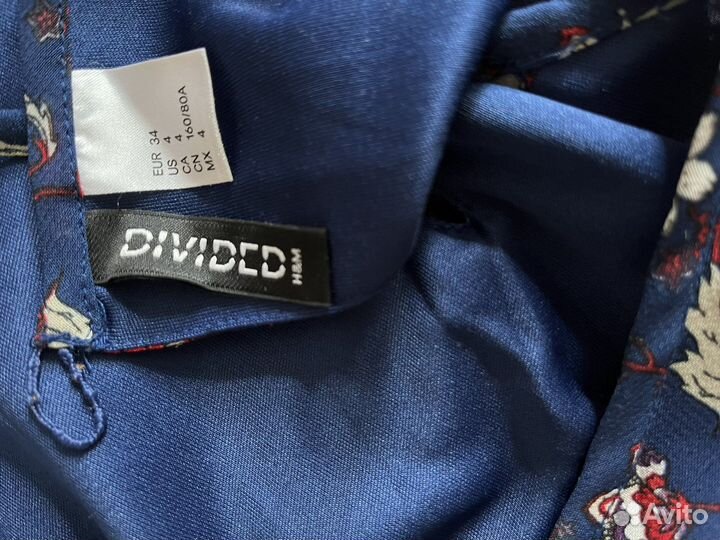 EUR 34
US 4
CA 4
CN 160/80A
MX 4
DIVIDED
H&M
Avito